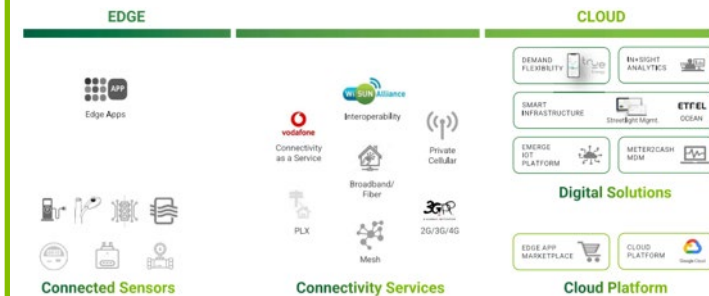 EDGE
CLOUD
APP
Edge Apps
Wi SUN Alliance
Interoperability
vodafone
Connectivity
as a Service
Private
Cellular
Broadband/
Fiber
PLX
3GPP
2G/3G/4G
Mesh
DEMAND
FLEXIBILITY
true
IN+SIGHT
ANALYTICS
SMART
INFRASTRUCTURE
Streetlight Mgmt.
OCEAN
EMERGE
IOT
PLATFORM
METER2CASH
MDM
Digital Solutions
EDGE APP
MARKETPLACE
CLOUD
PLATFORM
Google Cloud
Connected Sensors
Connectivity Services
Cloud Platform